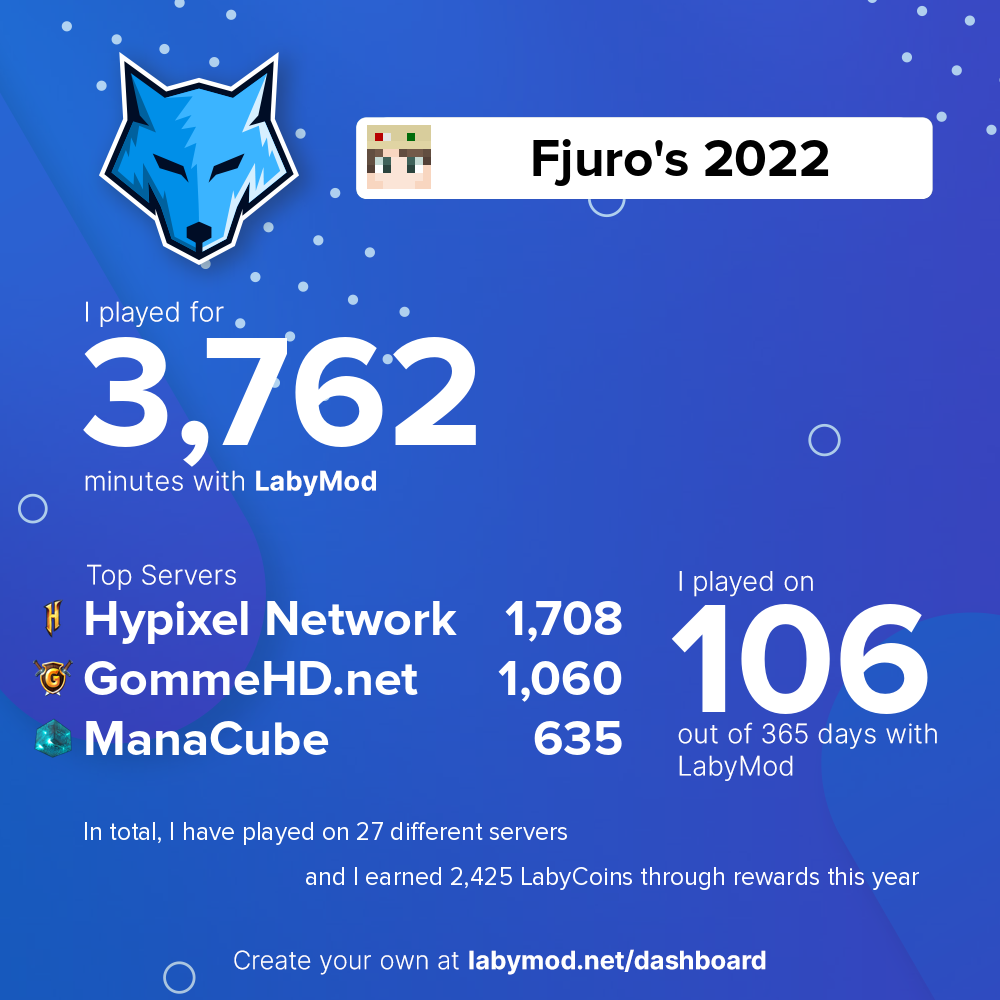 Fjuro's 2022
I played for
3,762
minutes with LabyMod
Top Servers
Hypixel Network 1,708
GommeHD.net 1,060
ManaCube 635
I played on
106
out of 365 days with
LabyMod
In total, I have played on 27 different servers
and I earned 2,425 LabyCoins through rewards this year
Create your own at labymod.net/dashboard